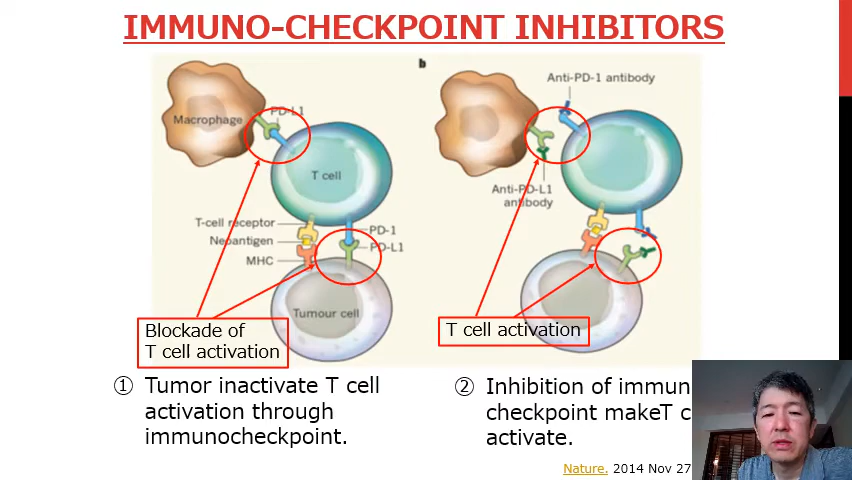 IMMUNO-CHECKPOINT INHIBITORS
b
Macrophage
PD-L1
T cell
T-cell receptor
Neoantigen
MHC
PD-1
PD-L1
Tumour cell
Blockade of
T cell activation
Anti-PD-1 antibody
Anti-PD-L1
antibody
T cell activation
① Tumor inactivate T cell
activation through
immunocheckpoint.
② Inhibition of immun
checkpoint makeT c
activate.
Nature. 2014 Nov 27